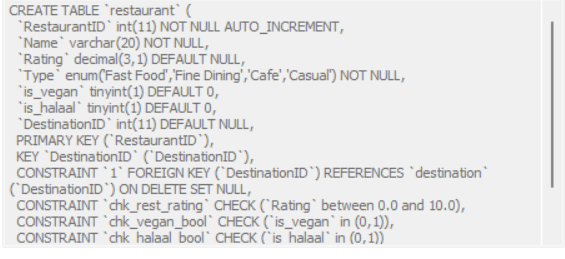 CREATE TABLE `restaurant` (
`RestaurantID` int(11) NOT NULL AUTO_INCREMENT,
`Name` varchar(20) NOT NULL,
`Rating` decimal(3,1) DEFAULT NULL,
`Type` enum('Fast Food','Fine Dining','Cafe','Casual') NOT NULL,
`is_vegan` tinyint(1) DEFAULT 0,
`is_halaal` tinyint(1) DEFAULT 0,
`DestinationID` int(11) DEFAULT NULL,
PRIMARY KEY (`RestaurantID`),
KEY `DestinationID` (`DestinationID`),
CONSTRAINT `1` FOREIGN KEY (`DestinationID`) REFERENCES `destination`
(`DestinationID`) ON DELETE SET NULL,
CONSTRAINT `chk_rest_rating` CHECK (`Rating` between 0.0 and 10.0),
CONSTRAINT `chk_vegan_bool` CHECK (`is_vegan` in (0,1)),
CONSTRAINT `chk_halaal_bool` CHECK (`is_halaal` in (0,1))